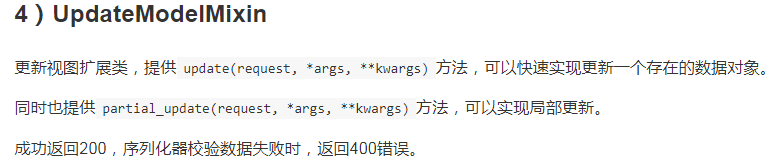 4）UpdateModelMixin
更新视图扩展类，提供 update(request, *args, **kwargs) 方法，可以快速实现更新一个存在的数据对象。
同时也提供 partial_update(request, *args, **kwargs) 方法，可以实现局部更新。
成功返回200，序列化器校验数据失败时，返回400错误。